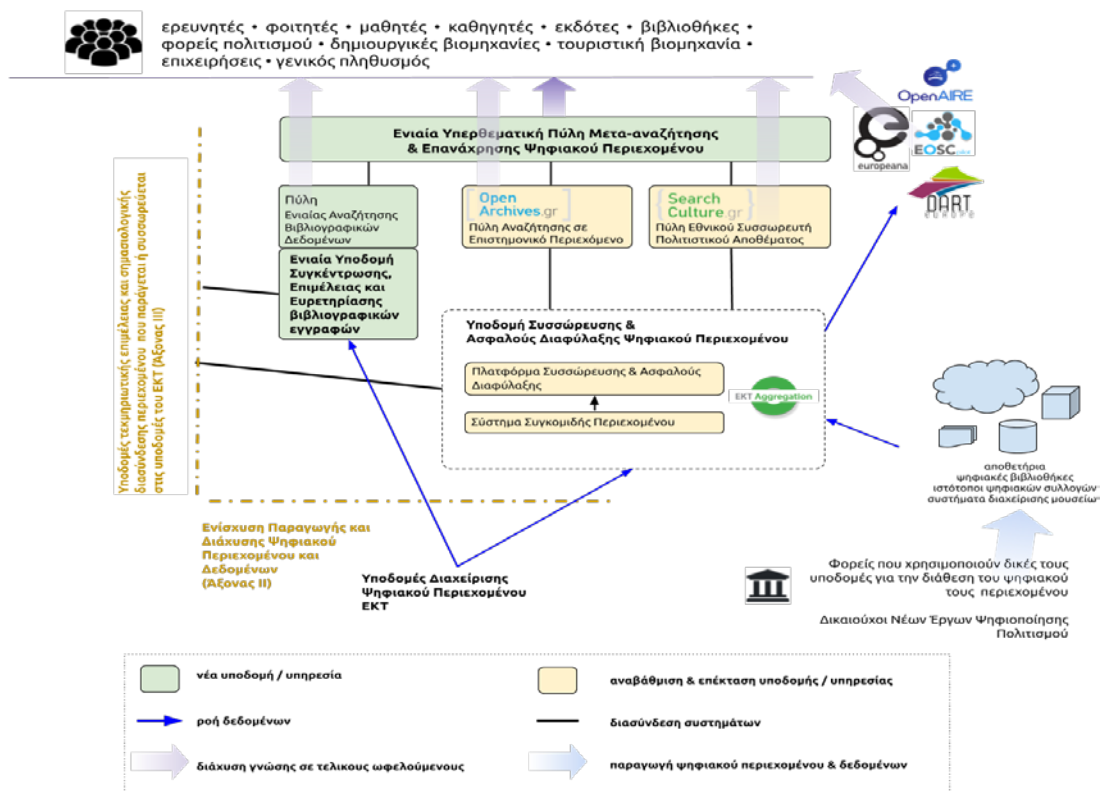 ερευνητές • φοιτητές • μαθητές • καθηγητές • εκδότες • βιβλιοθήκες •
φορείς πολιτισμού • δημιουργικές βιομηχανίες • τουριστική βιομηχανία •
επιχειρήσεις • γενικός πληθυσμός
OpenAIRE
europeana
EOSC pilot
DART
europe
Ενιαία Υπερθεματική Πύλη Μετα-αναζήτησης
& Επανάχρησης Ψηφιακού Περιεχομένου
Πύλη
Ενιαίας Αναζήτησης
Βιβλιογραφικών
Δεδομένων
Open
Archives.gr
Πύλη Αναζήτησης σε
Επιστημονικό Περιεχόμενο
Search
Culture.gr
Πύλη Εθνικού Συσσωρευτή
Πολιτιστικού Αποθέματος
Ενιαία Υποδομή
Συγκέντρωσης,
Επιμέλειας και
Ευρετηρίασης
βιβλιογραφικών
εγγραφών
Υποδομές τεκμηριωτικής επιμέλειας και σημασιολογικής
διασύνδεσης περιεχομένου που παράγεται ή συσσωρεύεται
στις υποδομές του ΕΚΤ (Άξονας ΙΙΙ)
Υποδομή Συσσώρευσης &
Ασφαλούς Διαφύλαξης Ψηφιακού Περιεχομένου
Πλατφόρμα Συσσώρευσης & Ασφαλούς
Διαφύλαξης
EKT Aggregation
Σύστημα Συγκομιδής Περιεχομένου
αποθετήρια
ψηφιακές βιβλιοθήκες
ιστότοποι ψηφιακών συλλογών
συστήματα διαχείρισης μουσείων
Ενίσχυση Παραγωγής και
Διάχυσης Ψηφιακού
Περιεχομένου και
Δεδομένων
(Άξονας ΙΙ)
Υποδομές Διαχείρισης
Ψηφιακού Περιεχομένου
ΕΚΤ
Φορείς που χρησιμοποιούν δικές τους
υποδομές για την διάθεση του ψηφιακού
τους περιεχομένου
Δικαιούχοι Νέων Έργων Ψηφιοποίησης
Πολιτισμού
νέα υποδομή / υπηρεσία
αναβάθμιση & επέκταση υποδομής / υπηρεσίας
ροή δεδομένων
διασύνδεση συστημάτων
διάχυση γνώσης σε τελικους ωφελούμενους
παραγωγή ψηφιακού περιεχομένου & δεδομένων